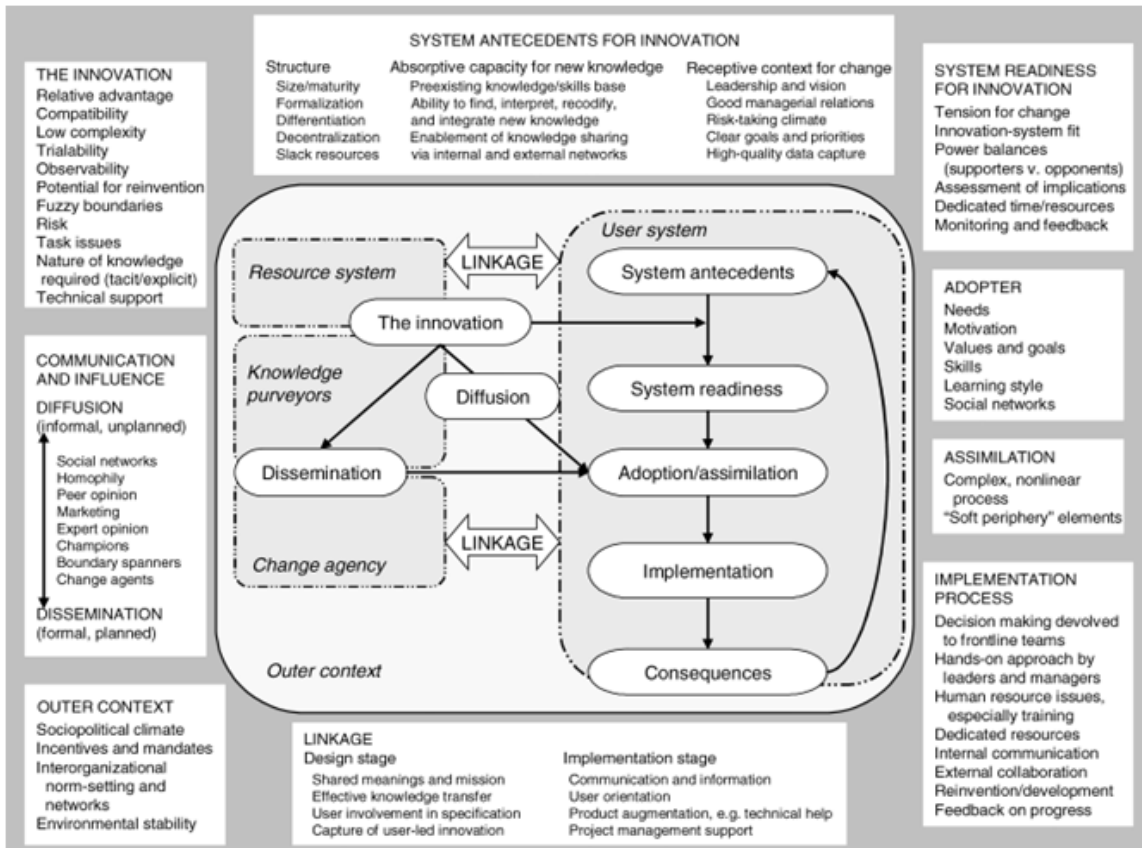 SYSTEM ANTECEDENTS FOR INNOVATION
Structure
Size/maturity
Formalization
Differentiation
Decentralization
Slack resources
Absorptive capacity for new knowledge
Preexisting knowledge/skills base
Ability to find, interpret, recodify,
and integrate new knowledge
Enablement of knowledge sharing
via internal and external networks
Receptive context for change
Leadership and vision
Good managerial relations
Risk-taking climate
Clear goals and priorities
High-quality data capture
THE INNOVATION
Relative advantage
Compatibility
Low complexity
Trialability
Observability
Potential for reinvention
Fuzzy boundaries
Risk
Task issues
Nature of knowledge
required (tacit/explicit)
Technical support
COMMUNICATION
AND INFLUENCE
DIFFUSION
(informal, unplanned)
Social networks
Homophily
Peer opinion
Marketing
Expert opinion
Champions
Boundary spanners
Change agents
DISSEMINATION
(formal, planned)
OUTER CONTEXT
Sociopolitical climate
Incentives and mandates
Interorganizational
norm-setting and
networks
Environmental stability
Resource system
LINKAGE
User system
System antecedents
The innovation
Knowledge
purveyors
Diffusion
System readiness
Dissemination
Adoption/assimilation
LINKAGE
Change agency
Implementation
Outer context
Consequences
LINKAGE
Design stage
Shared meanings and mission
Effective knowledge transfer
User involvement in specification
Capture of user-led innovation
Implementation stage
Communication and information
User orientation
Product augmentation, e.g. technical help
Project management support
SYSTEM READINESS
FOR INNOVATION
Tension for change
Innovation-system fit
Power balances
(supporters v. opponents)
Assessment of implications
Dedicated time/resources
Monitoring and feedback
ADOPTER
Needs
Motivation
Values and goals
Skills
Learning style
Social networks
ASSIMILATION
Complex, nonlinear
process
“Soft periphery” elements
IMPLEMENTATION
PROCESS
Decision making devolved
to frontline teams
Hands-on approach by
leaders and managers
Human resource issues,
especially training
Dedicated resources
Internal communication
External collaboration
Reinvention/development
Feedback on progress